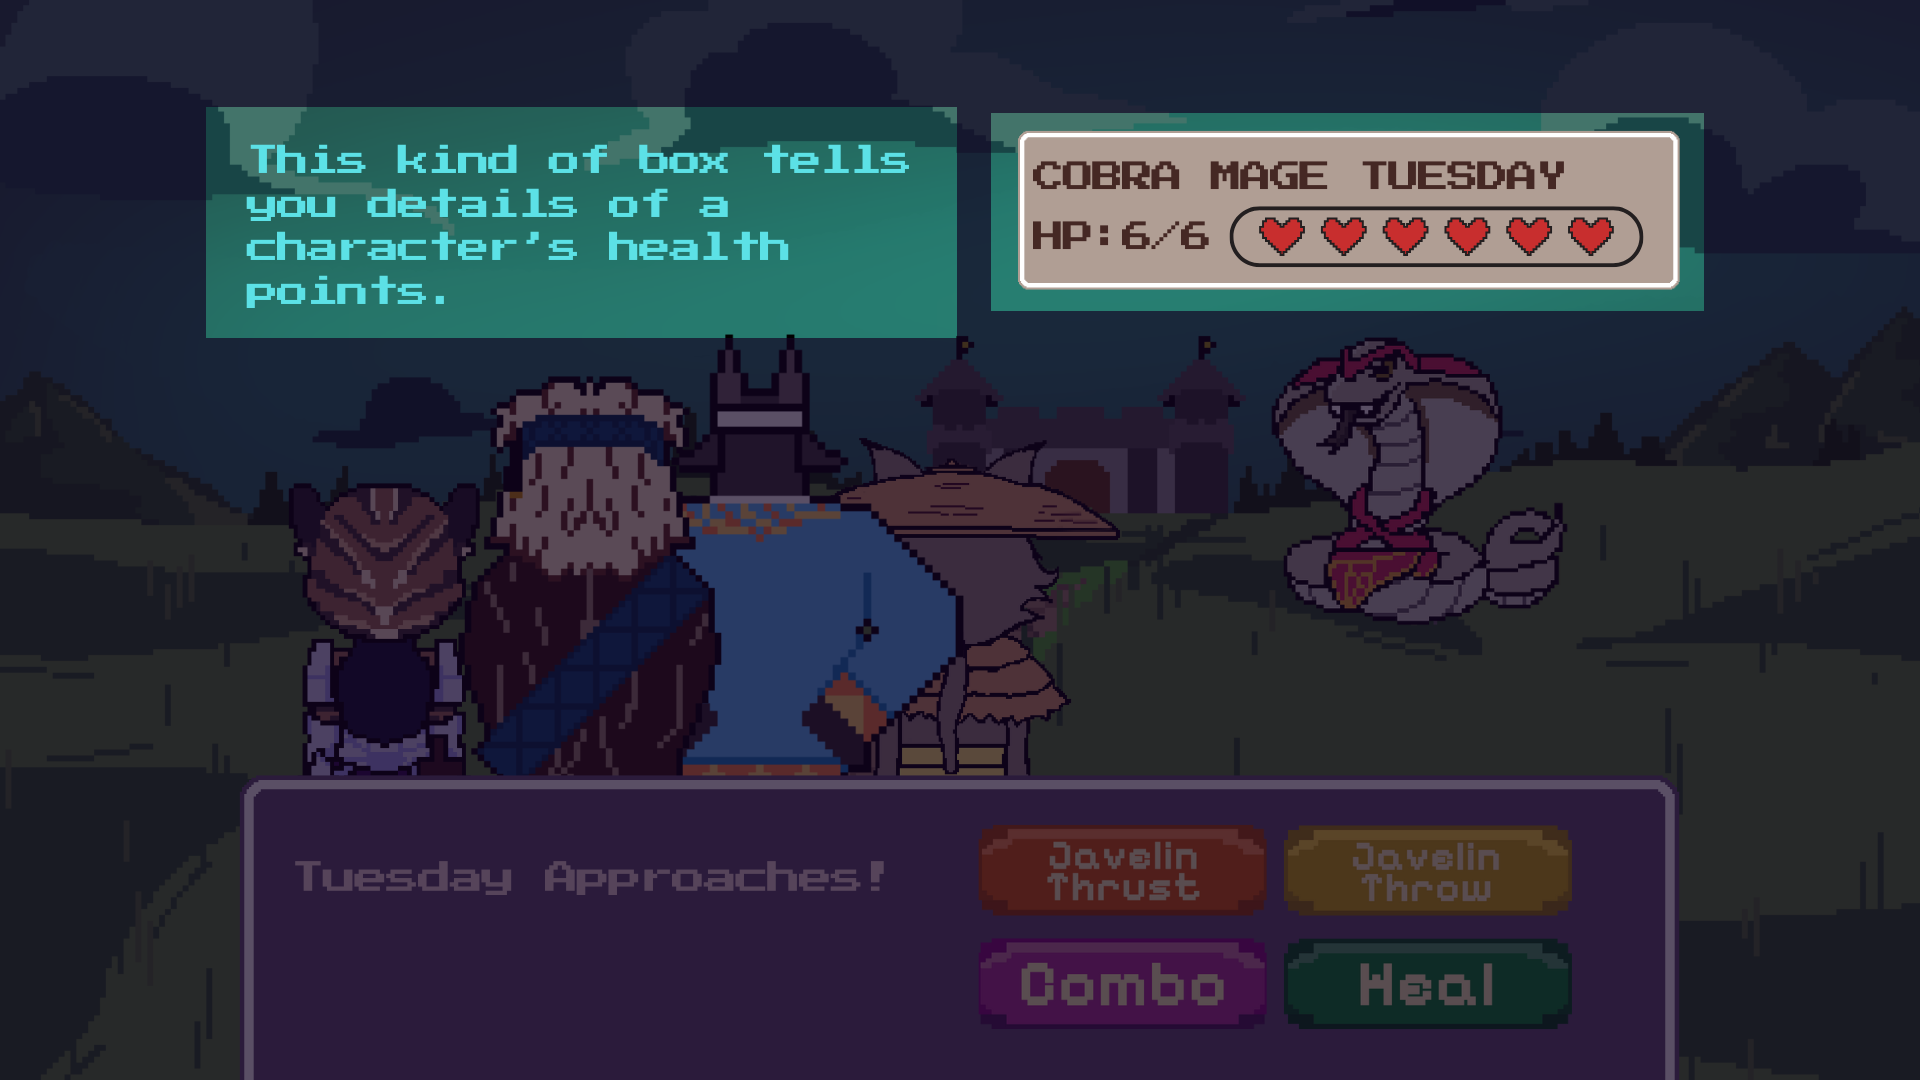 This kind of box tells
you details of a
character's health
points.
COBRA MAGE TUESDAY
HP:6/6
Tuesday Approaches!
Javelin
Thrust
Javelin
Throw
Combo
Heal